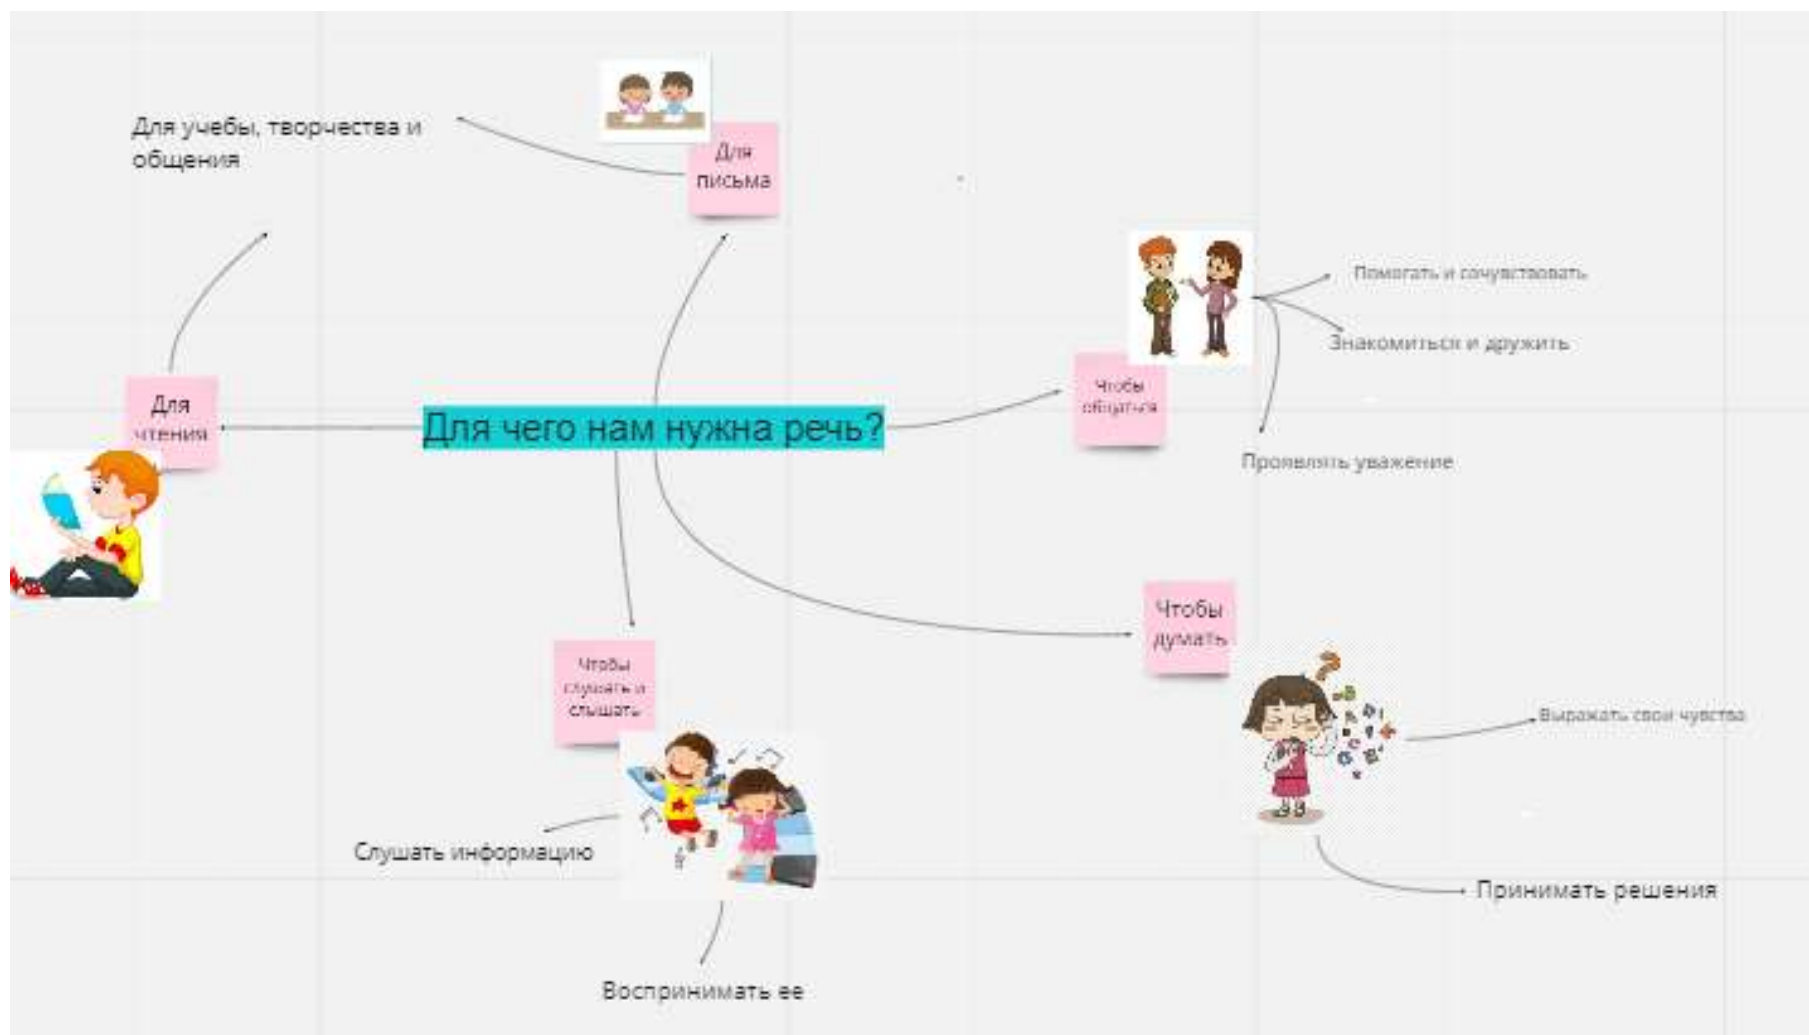 Для учебы, творчества и
общения
Для
письма
Помогать и сочувствовать
Знакомиться и дружить
Чтобы
общаться
Проявлять уважение
Для
чтения
Для чего нам нужна речь?
Чтобы
думать
Чтобы
слушать и
слышать
Выражать свои чувства
Слушать информацию
Принимать решения
Воспринимать ее